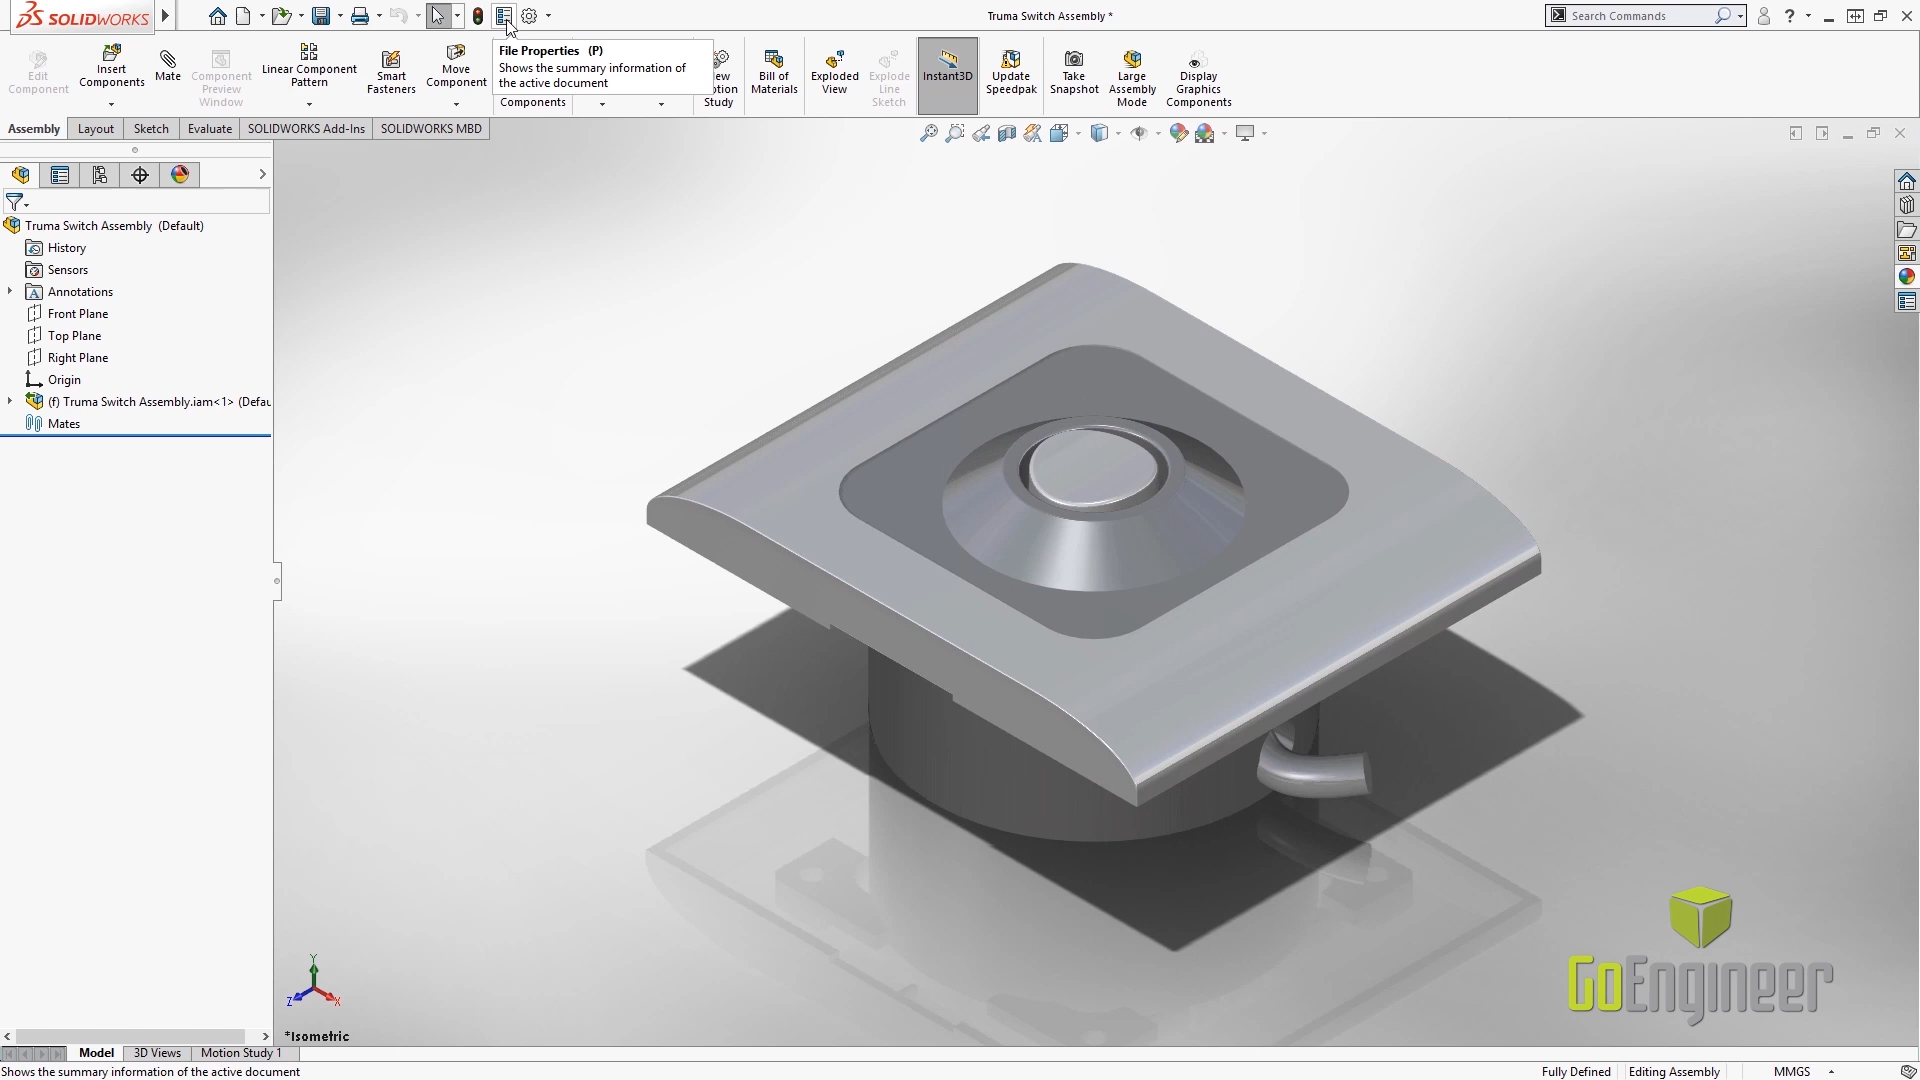 SOLIDWORKS
Truma Switch Assembly *
Search Commands
?
File Properties (P)
Shows the summary information of
the active document
Edit
Component
Insert
Components
Mate
Component
Preview
Window
Linear Component
Pattern
Smart
Fasteners
Move
Component
Components
Study
Bill of
Materials
Exploded
View
Explode
Line
Sketch
Instant3D
Update
Speedpak
Take
Snapshot
Large
Assembly
Mode
Display
Graphics
Components
Assembly
Layout
Sketch
Evaluate
SOLIDWORKS Add-Ins
SOLIDWORKS MBD
Truma Switch Assembly (Default)
History
Sensors
A Annotations
Front Plane
Top Plane
Right Plane
Origin
(f) Truma Switch Assembly.iam<1> (Defau
Mates
Y
Z
X
*Isometric
GoEngineer
Model
3D Views
Motion Study 1
Shows the summary information of the active document
Fully Defined
Editing Assembly
MMGS